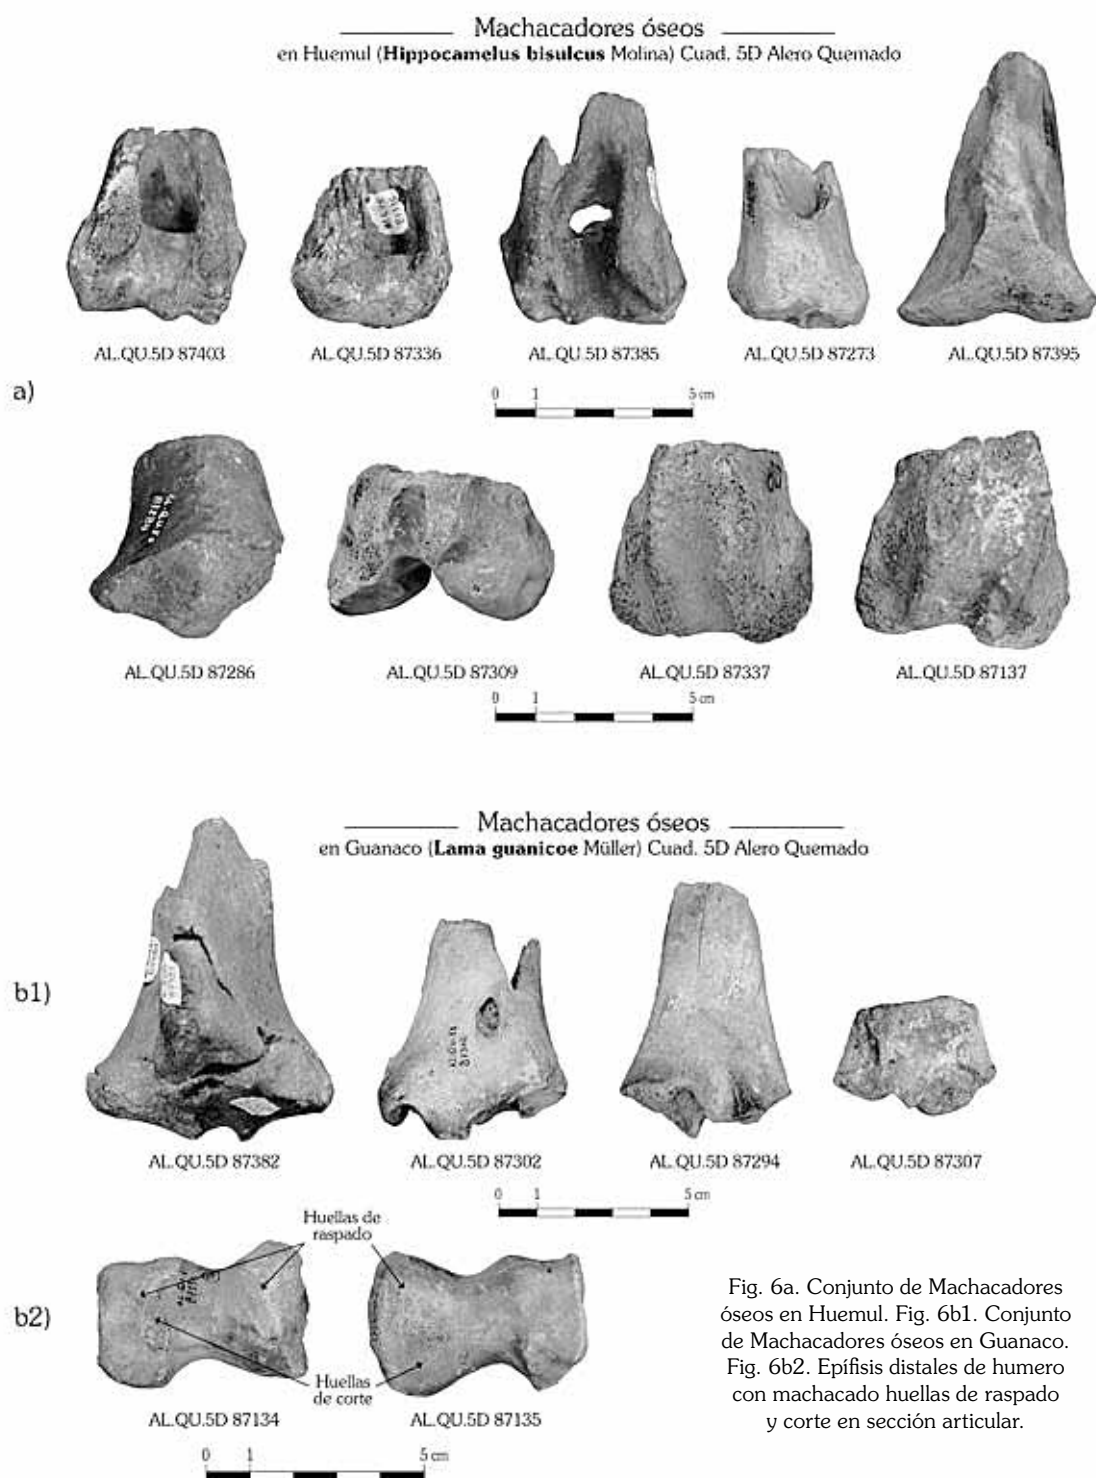 Machacadores óseos
en Huemul (Hippocamelus bisulcus Molina) Cuad. 5D Alero Quemado
AL.QU.5D 87403
AL.QU.5D 87336
AL.QU.5D 87385
AL.QU.5D 87273
AL.QU.5D 87395
a)
0 1 5 cm
AL.QU.5D 87286
AL.QU.5D 87309
AL.QU.5D 87337
AL.QU.5D 87137
0 1 5 cm
Machacadores óseos
en Guanaco (Lama guanicoe Müller) Cuad. 5D Alero Quemado
b1)
AL.QU.5D 87382
AL.QU.5D 87302
AL.QU.5D 87294
AL.QU.5D 87307
0 1 5 cm
Huellas de
raspado
b2)
Huellas
de corte
AL.QU.5D 87134
AL.QU.5D 87135
0 1 5 cm
Fig. 6a. Conjunto de Machacadores
óseos en Huemul. Fig. 6b1. Conjunto
de Machacadores óseos en Guanaco.
Fig. 6b2. Epífisis distales de humero
con machacado huellas de raspado
y corte en sección articular.